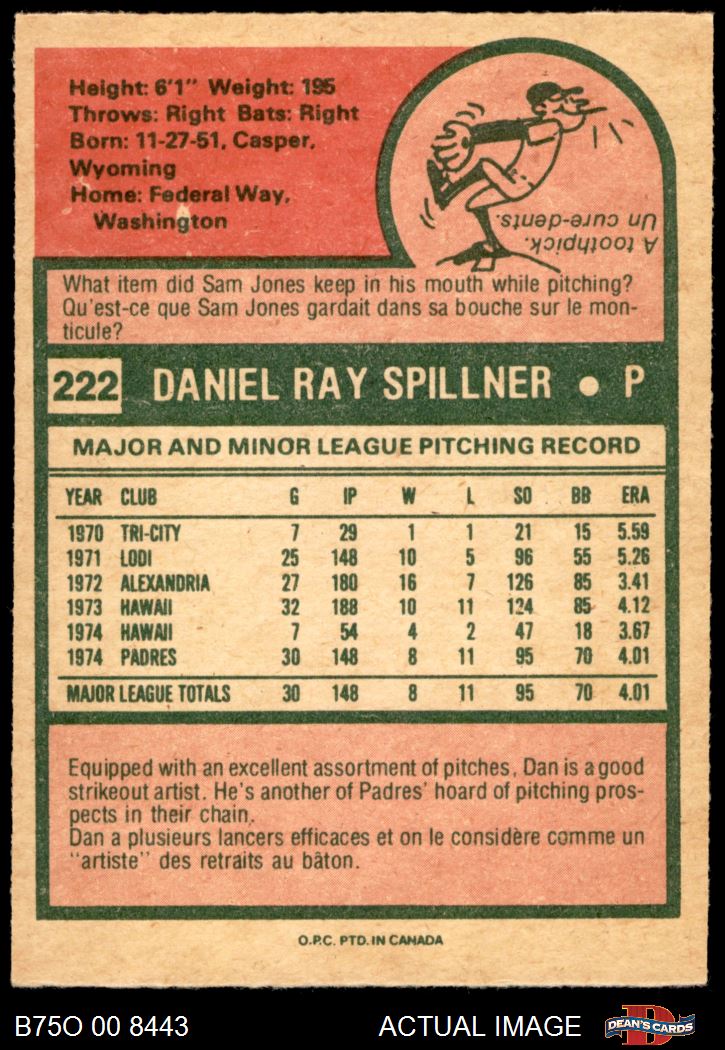 Height: 6'1" Weight: 195
Throws: Right Bats: Right
Born: 11-27-51, Casper,
Wyoming
Home: Federal Way,
Washington
A toothpick.
Un cure-dents.
What item did Sam Jones keep in his mouth while pitching?
Qu'est-ce que Sam Jones gardait dans sa bouche sur le mon-
ticule?
222 DANIEL RAY SPILLNER • P
MAJOR AND MINOR LEAGUE PITCHING RECORD
YEAR CLUB G IP W L SO BB ERA
1970 TRI-CITY 7 29 1 1 21 15 5.59
1971 LODI 25 148 10 5 96 55 5.26
1972 ALEXANDRIA 27 180 16 7 126 85 3.41
1973 HAWAII 32 188 10 11 124 85 4.12
1974 HAWAII 7 54 4 2 47 18 3.67
1974 PADRES 30 148 8 11 95 70 4.01
MAJOR LEAGUE TOTALS 30 148 8 11 95 70 4.01
Equipped with an excellent assortment of pitches, Dan is a good
strikeout artist. He's another of Padres' hoard of pitching pros-
pects in their chain.
Dan a plusieurs lancers efficaces et on le considère comme un
"artiste" des retraits au bâton.
O.P.C. PTD. IN CANADA
B75O 00 8443 ACTUAL IMAGE
D
DEAN'S CARDS